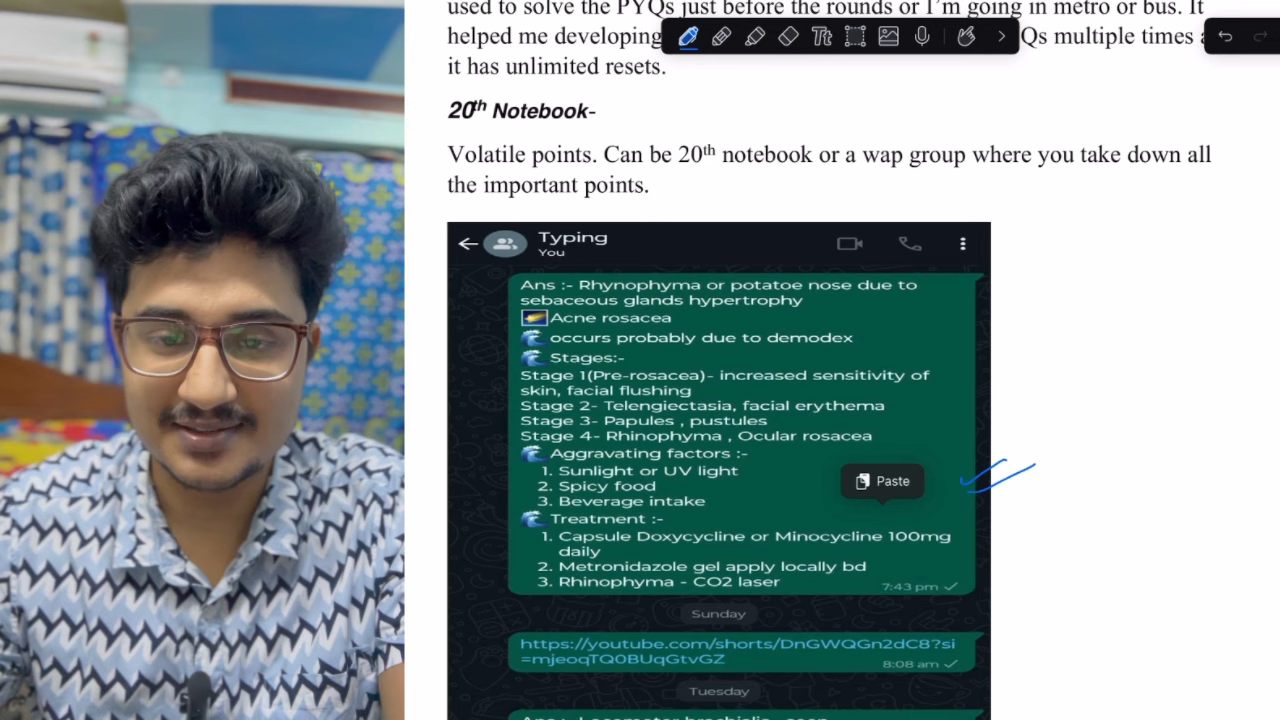 used to solve the PYQs just before the rounds or I'm going in metro or bus. It
helped me developing Qs multiple times
it has unlimited resets.
20th Notebook-
Volatile points. Can be 20th notebook or a wap group where you take down all
the important points.
Typing
You
Ans :- Rhynophyma or potatoe nose due to
sebaceous glands hypertrophy
Acne rosacea
occurs probably due to demodex
Stages:-
Stage 1(Pre-rosacea)- increased sensitivity of
skin, facial flushing
Stage 2- Telengiectasia, facial erythema
Stage 3- Papules , pustules
Stage 4- Rhinophyma , Ocular rosacea
Aggravating factors :-
1. Sunlight or UV light
2. Spicy food
3. Beverage intake
Paste
Treatment :-
1. Capsule Doxycycline or Minocycline 100mg
daily
2. Metronidazole gel apply locally bd
3. Rhinophyma - CO2 laser
7:43 pm
Sunday
https://youtube.com/shorts/DnGWQGn2dC8?si
=mjeoqTQ0BUqGtvGZ
8:08 am
Tuesday